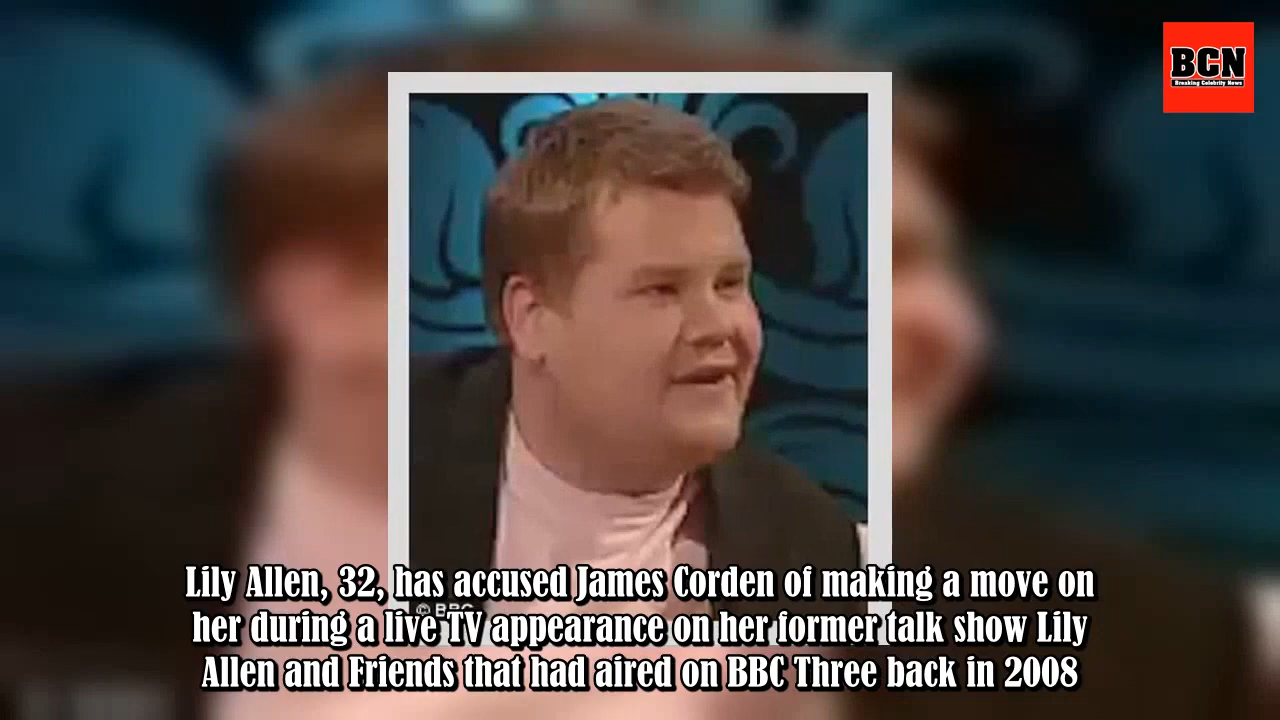 BCN
Breaking Celebrity News
© BBC
Lily Allen, 32, has accused James Corden of making a move on
her during a live TV appearance on her former talk show Lily
Allen and Friends that had aired on BBC Three back in 2008